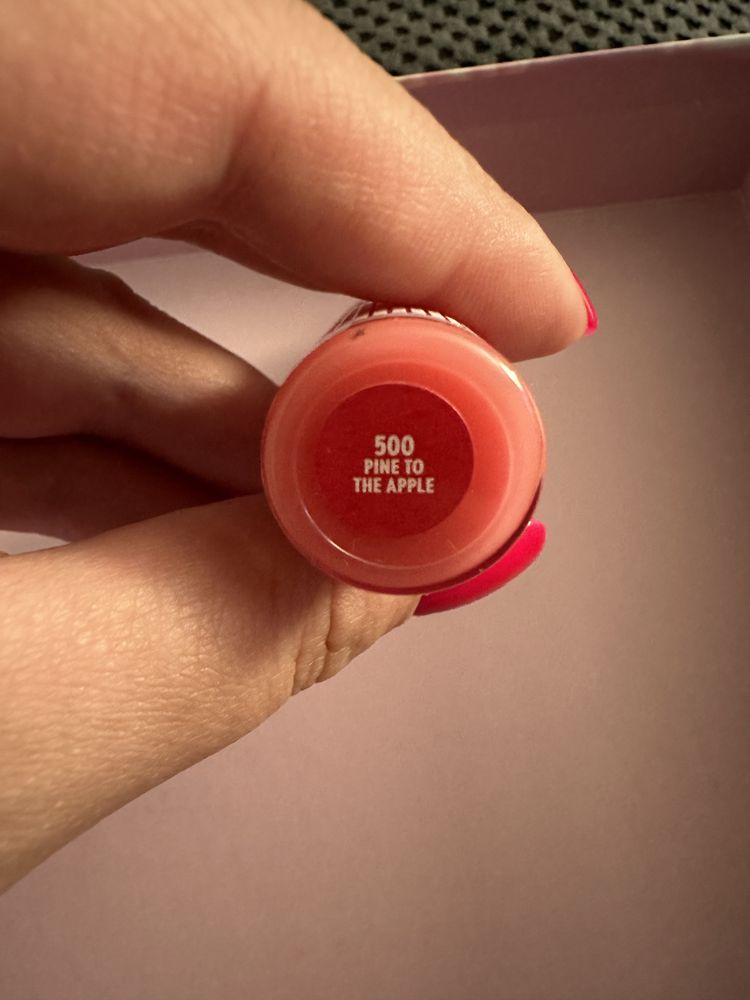 500
PINE TO
THE APPLE